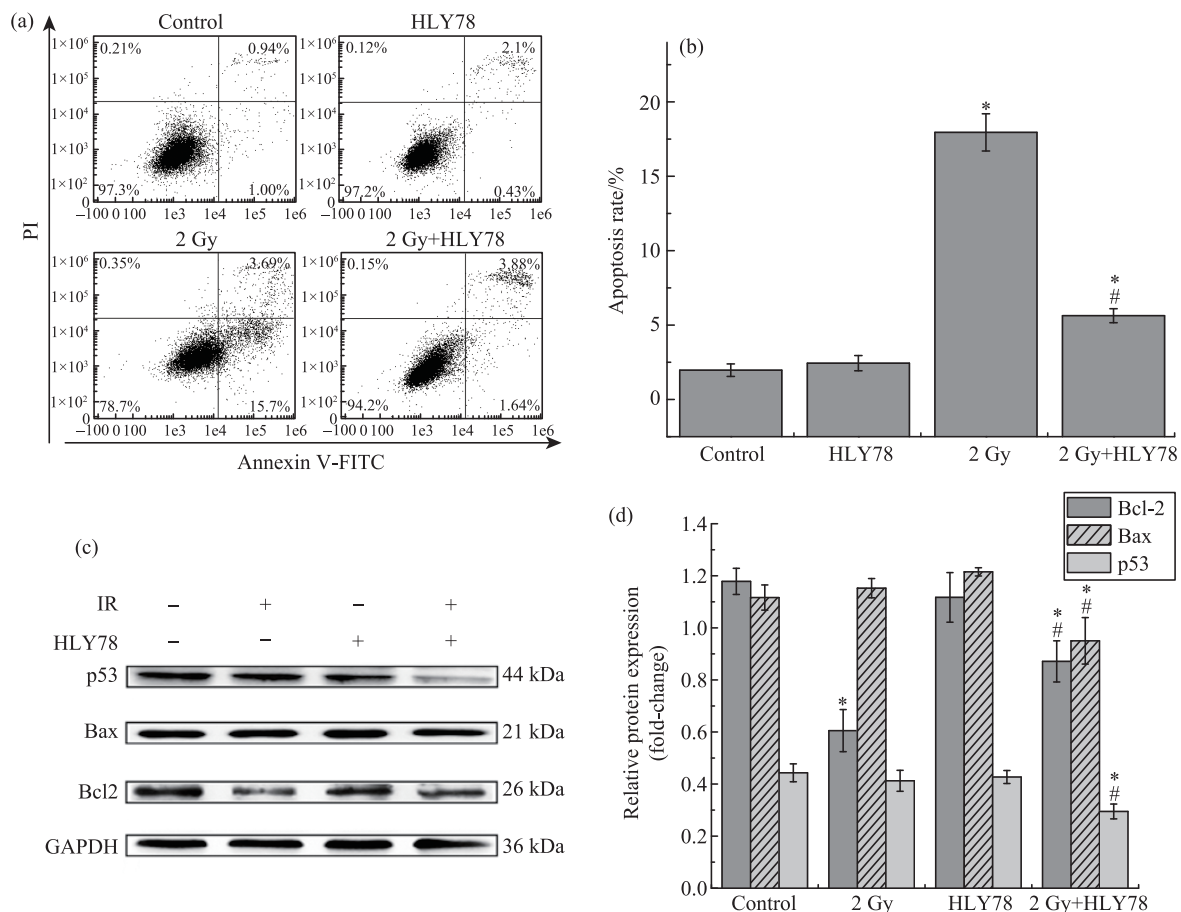 (a)
Control
HLY78
1×10⁶
1×10⁵
1×10⁴
1×10³
1×10²
0
0.21%
0.94%
97.3%
1.00%
–100 0 100 1e3 1e4 1e5 1e6
1×10⁶
1×10⁵
1×10⁴
1×10³
1×10²
0
0.12%
2.1%
97.2%
0.43%
–100 0 100 1e3 1e4 1e5 1e6
PI
2 Gy
2 Gy+HLY78
1×10⁶
1×10⁵
1×10⁴
1×10³
1×10²
0
0.35%
3.69%
78.7%
15.7%
–100 0 100 1e3 1e4 1e5 1e6
1×10⁶
1×10⁵
1×10⁴
1×10³
1×10²
0
0.15%
3.88%
94.2%
1.64%
–100 0 100 1e3 1e4 1e5 1e6
Annexin V-FITC
(b)
Apoptosis rate/%
20
15
10
5
0
*
*
#
Control HLY78 2 Gy 2 Gy+HLY78
(c)
IR – + – +
HLY78 – – + +
p53 44 kDa
Bax 21 kDa
Bcl2 26 kDa
GAPDH 36 kDa
(d)
Bcl-2
Bax
p53
Relative protein expression
(fold-change)
1.4
1.2
1.0
0.8
0.6
0.4
0.2
0.0
*
*
#
*
#
*
#
Control 2 Gy HLY78 2 Gy+HLY78